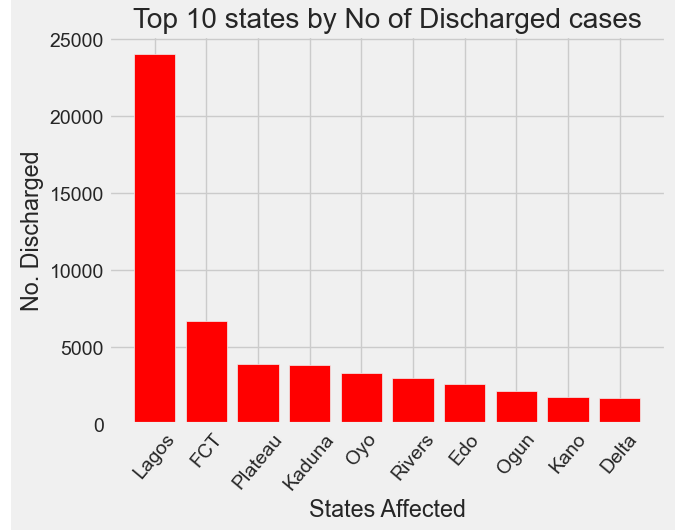 Top 10 states by No of Discharged cases
25000
20000
15000
10000
5000
0
No. Discharged
Lagos
FCT
Plateau
Kaduna
Oyo
Rivers
Edo
Ogun
Kano
Delta
States Affected